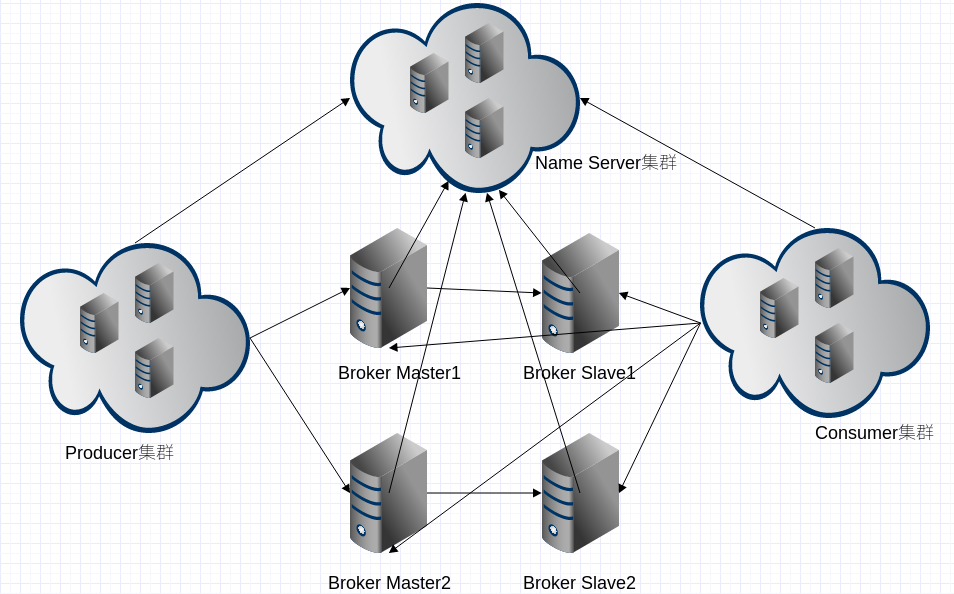 Name Server集群
Broker Master1
Broker Slave1
Producer集群
Consumer集群
Broker Master2
Broker Slave2